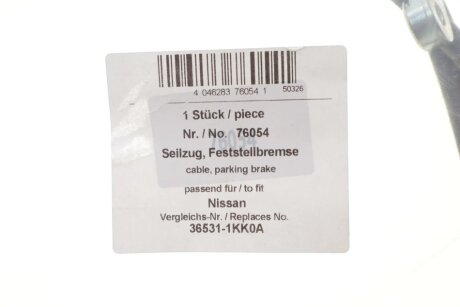 4 046283 76054 1 50326
1 Stück / piece
Nr. / No. 76054
76054
Seilzug, Feststellbremse
cable, parking brake
passend für / to fit
Nissan
Vergleichs-Nr. / Replaces No.
36531-1KK0A